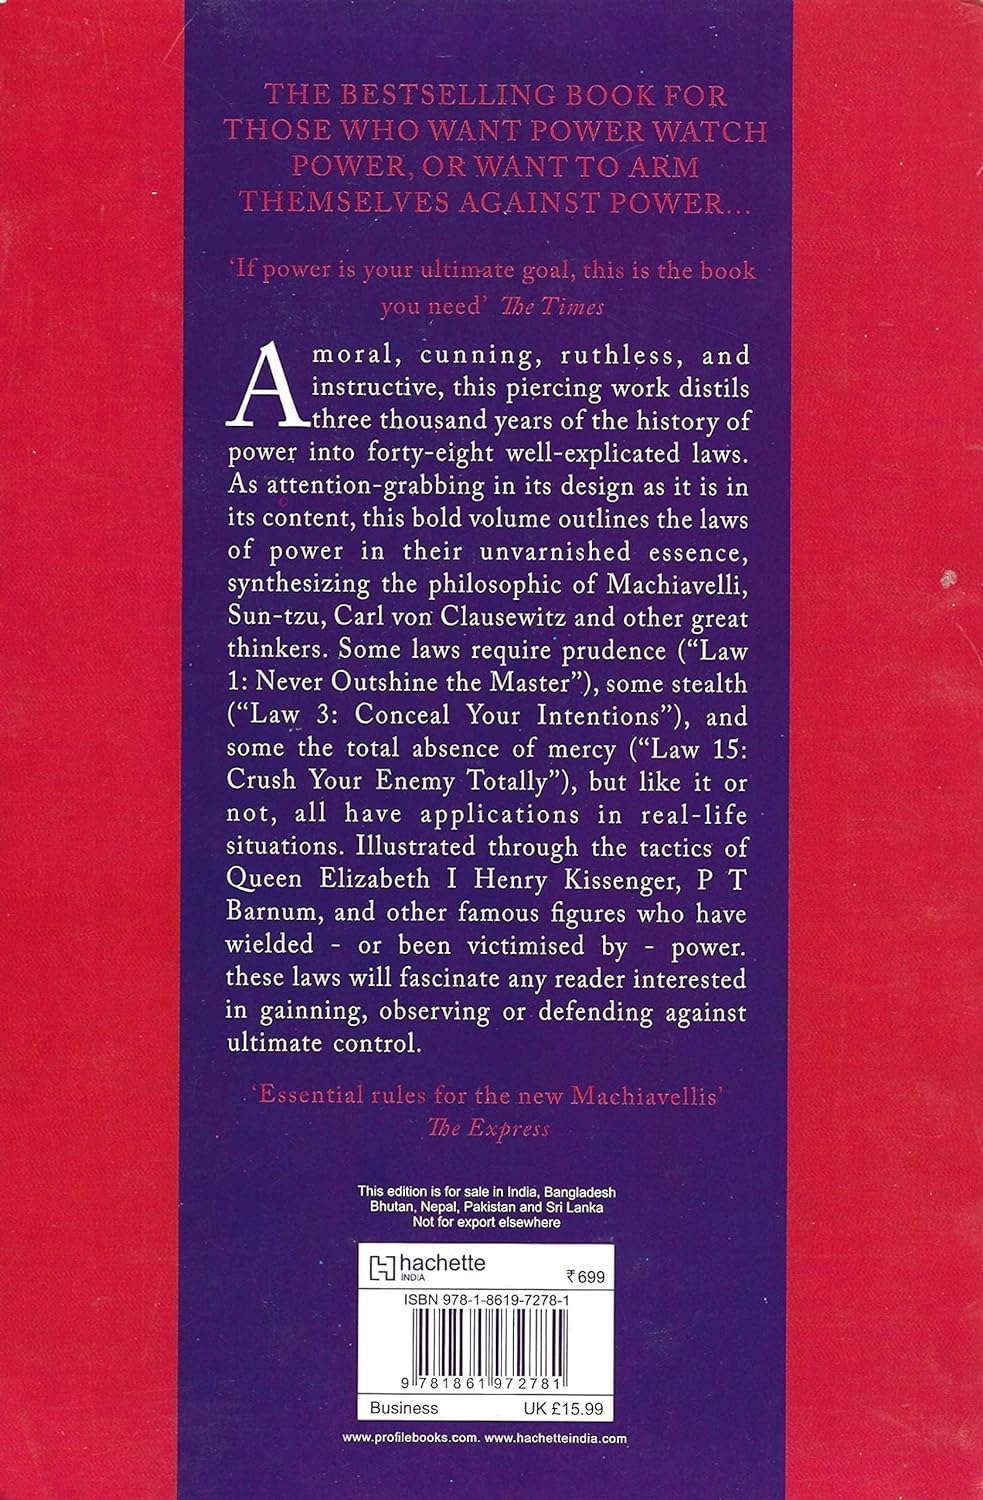 THE BESTSELLING BOOK FOR
THOSE WHO WANT POWER WATCH
POWER, OR WANT TO ARM
THEMSELVES AGAINST POWER...
'If power is your ultimate goal, this is the book
you need' The Times
Amoral, cunning, ruthless, and
instructive, this piercing work distils
three thousand years of the history of
power into forty-eight well-explicated laws.
As attention-grabbing in its design as it is in
its content, this bold volume outlines the laws
of power in their unvarnished essence,
synthesizing the philosophic of Machiavelli,
Sun-tzu, Carl von Clausewitz and other great
thinkers. Some laws require prudence ("Law
1: Never Outshine the Master"), some stealth
("Law 3: Conceal Your Intentions"), and
some the total absence of mercy ("Law 15:
Crush Your Enemy Totally"), but like it or
not, all have applications in real-life
situations. Illustrated through the tactics of
Queen Elizabeth I Henry Kissenger, P T
Barnum, and other famous figures who have
wielded - or been victimised by - power.
these laws will fascinate any reader interested
in gainning, observing or defending against
ultimate control.
'Essential rules for the new Machiavellis'
The Express
This edition is for sale in India, Bangladesh
Bhutan, Nepal, Pakistan and Sri Lanka
Not for export elsewhere
hachette
INDIA
₹699
ISBN 978-1-8619-7278-1
9 781861 972781
Business UK £15.99
www.profilebooks.com. www.hachetteindia.com